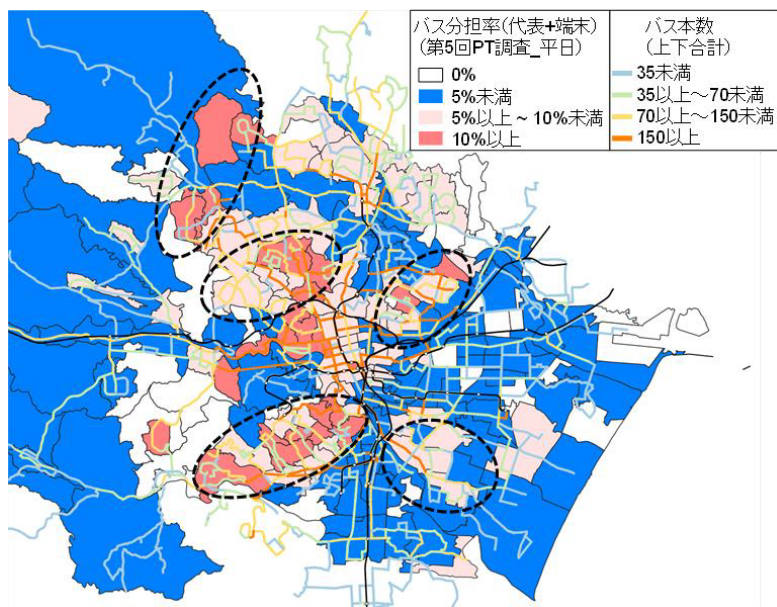 バス分担率(代表+端末)
(第5回PT調査_平日)
0%
5%未満
5%以上~10%未満
10%以上
バス本数
(上下合計)
35未満
35以上~70未満
70以上~150未満
150以上